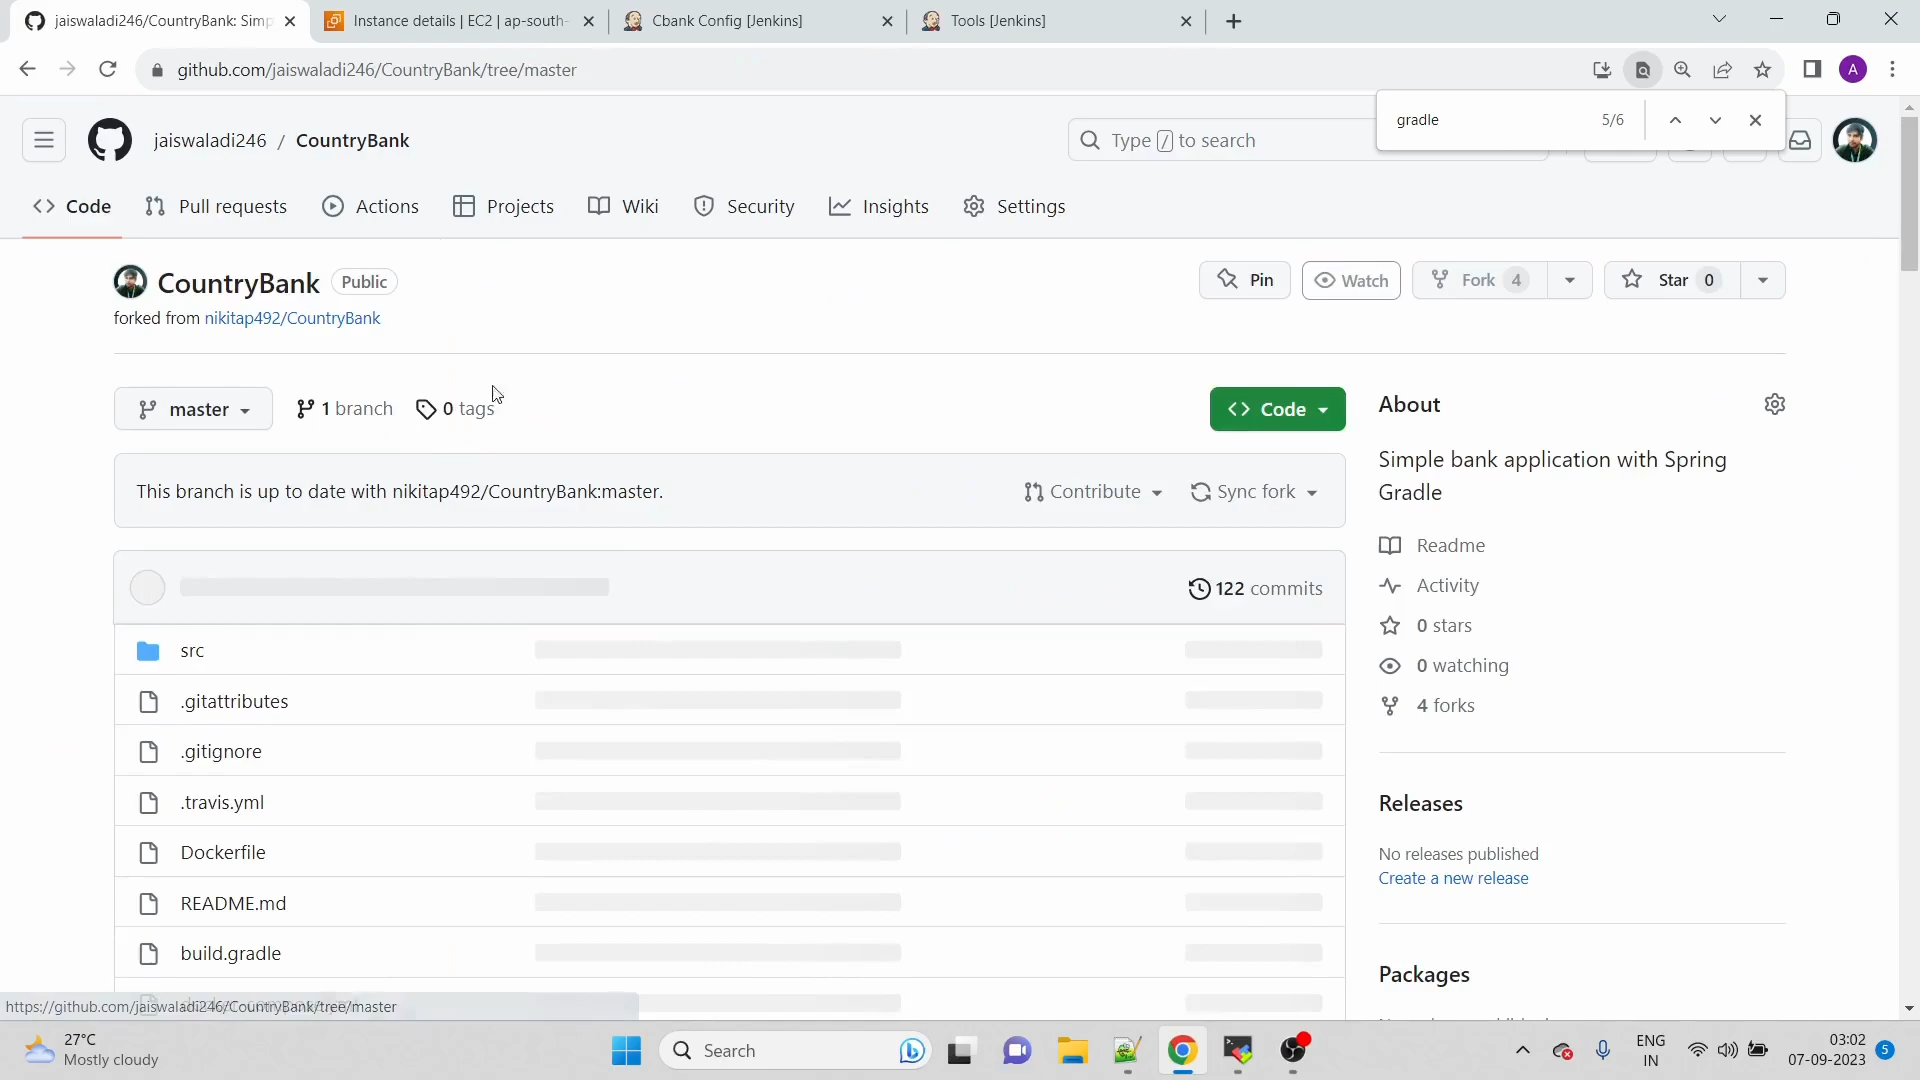 jaiswaladi246/CountryBank: Simp
Instance details | EC2 | ap-south-
Cbank Config [Jenkins]
Tools [Jenkins]
github.com/jaiswaladi246/CountryBank/tree/master
A
gradle
5/6
jaiswaladi246 / CountryBank
Type / to search
Code
Pull requests
Actions
Projects
Wiki
Security
Insights
Settings
CountryBank
Public
Pin
Watch
Fork 4
Star 0
forked from nikitap492/CountryBank
master
1 branch
0 tags
Code
About
Simple bank application with Spring
Gradle
This branch is up to date with nikitap492/CountryBank:master.
Contribute
Sync fork
Readme
Activity
0 stars
0 watching
4 forks
122 commits
src
.gitattributes
.gitignore
.travis.yml
Dockerfile
README.md
build.gradle
Releases
No releases published
Create a new release
Packages
https://github.com/jaiswaladi246/CountryBank/tree/master
27°C
Mostly cloudy
Search
ENG
IN
03:02
07-09-2023
5